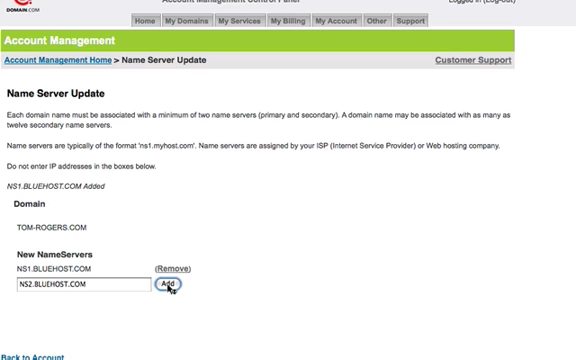 DOMAIN.COM
Account Management Control Panel
Logged in (Log-out)
Home My Domains My Services My Billing My Account Other Support
Account Management
Account Management Home > Name Server Update
Customer Support
Name Server Update
Each domain name must be associated with a minimum of two name servers (primary and secondary). A domain name may be associated with as many as
twelve secondary name servers.
Name servers are typically of the format 'ns1.myhost.com'. Name servers are assigned by your ISP (Internet Service Provider) or Web hosting company.
Do not enter IP addresses in the boxes below.
NS1.BLUEHOST.COM Added
Domain
TOM-ROGERS.COM
New NameServers
NS1.BLUEHOST.COM (Remove)
NS2.BLUEHOST.COM Add
Back to Account